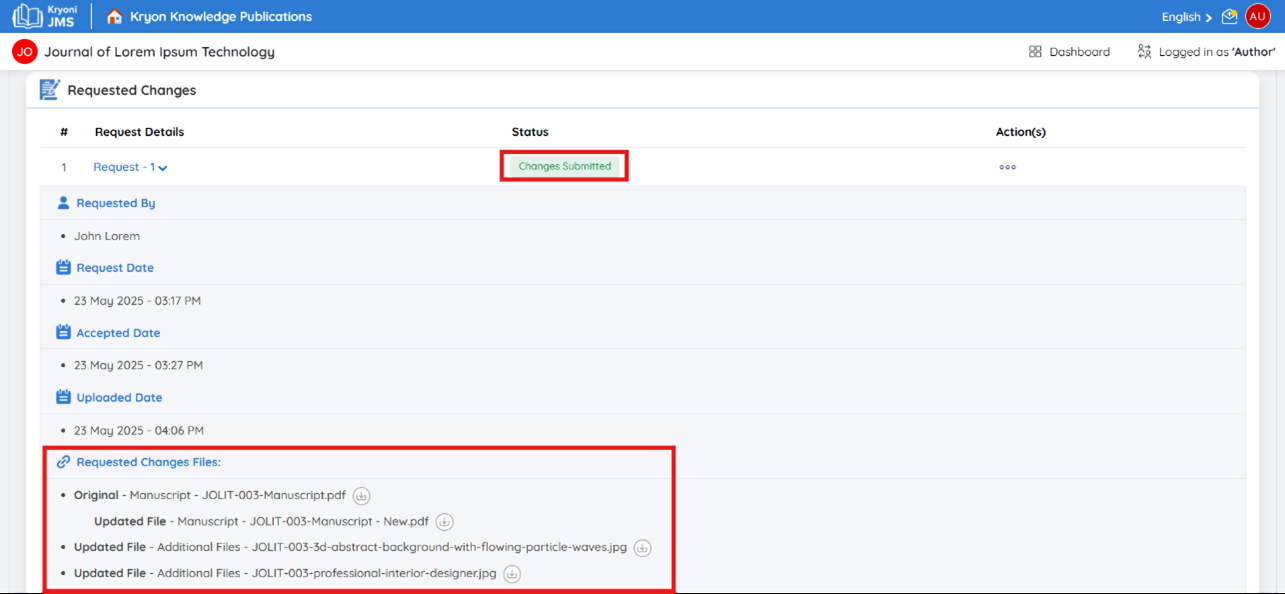 Kryoni
JMS
Kryon Knowledge Publications
English
AU
JO
Journal of Lorem Ipsum Technology
Dashboard
Logged in as 'Author'
Requested Changes
# Request Details Status Action(s)
1 Request - 1 Changes Submitted
Requested By
• John Lorem
Request Date
• 23 May 2025 - 03:17 PM
Accepted Date
• 23 May 2025 - 03:27 PM
Uploaded Date
• 23 May 2025 - 04:06 PM
Requested Changes Files:
• Original - Manuscript - JOLIT-003-Manuscript.pdf
Updated File - Manuscript - JOLIT-003-Manuscript - New.pdf
• Updated File - Additional Files - JOLIT-003-3d-abstract-background-with-flowing-particle-waves.jpg
• Updated File - Additional Files - JOLIT-003-professional-interior-designer.jpg